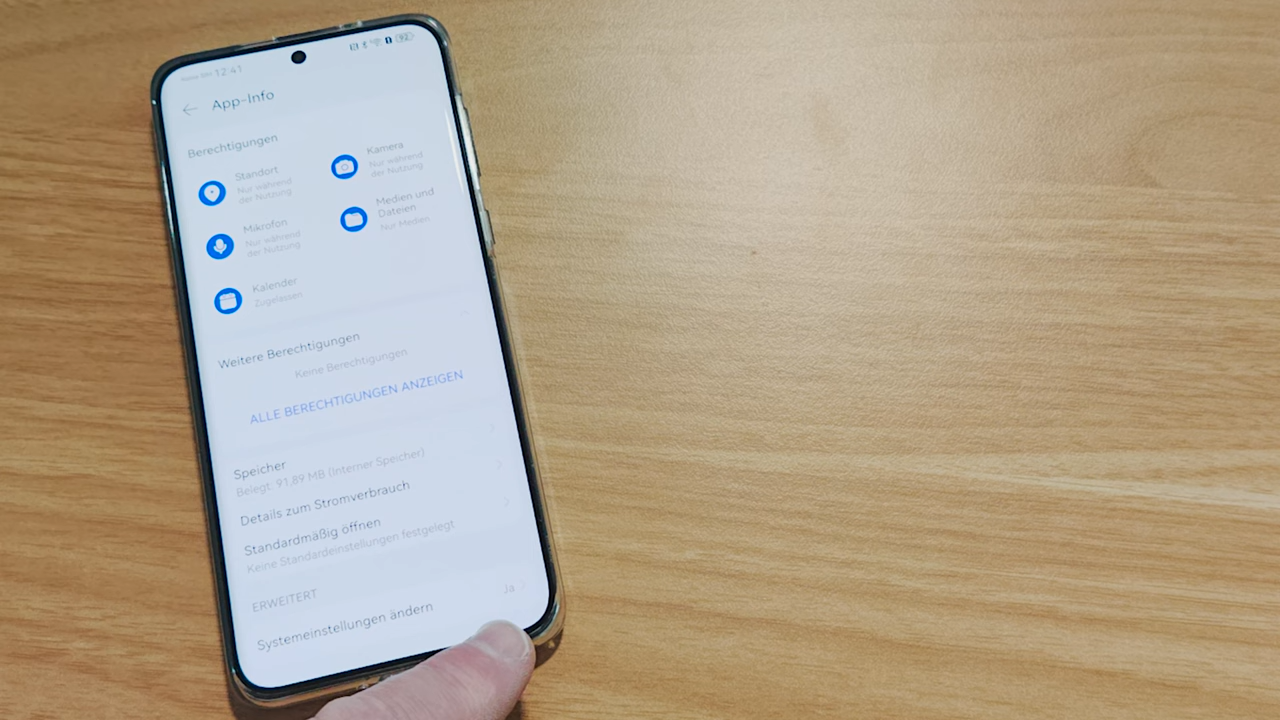 12:41
App-Info
Berechtigungen
Standort
Nur während
der Nutzung
Kamera
Nur während
der Nutzung
Mikrofon
Nur während
der Nutzung
Medien und
Dateien
Nur Medien
Kalender
Zugelassen
Weitere Berechtigungen
Keine Berechtigungen
ALLE BERECHTIGUNGEN ANZEIGEN
Speicher
Belegt: 91,89 MB (Interner Speicher)
Details zum Stromverbrauch
Standardmäßig öffnen
Keine Standardeinstellungen festgelegt
ERWEITERT
Systemeinstellungen ändern Ja